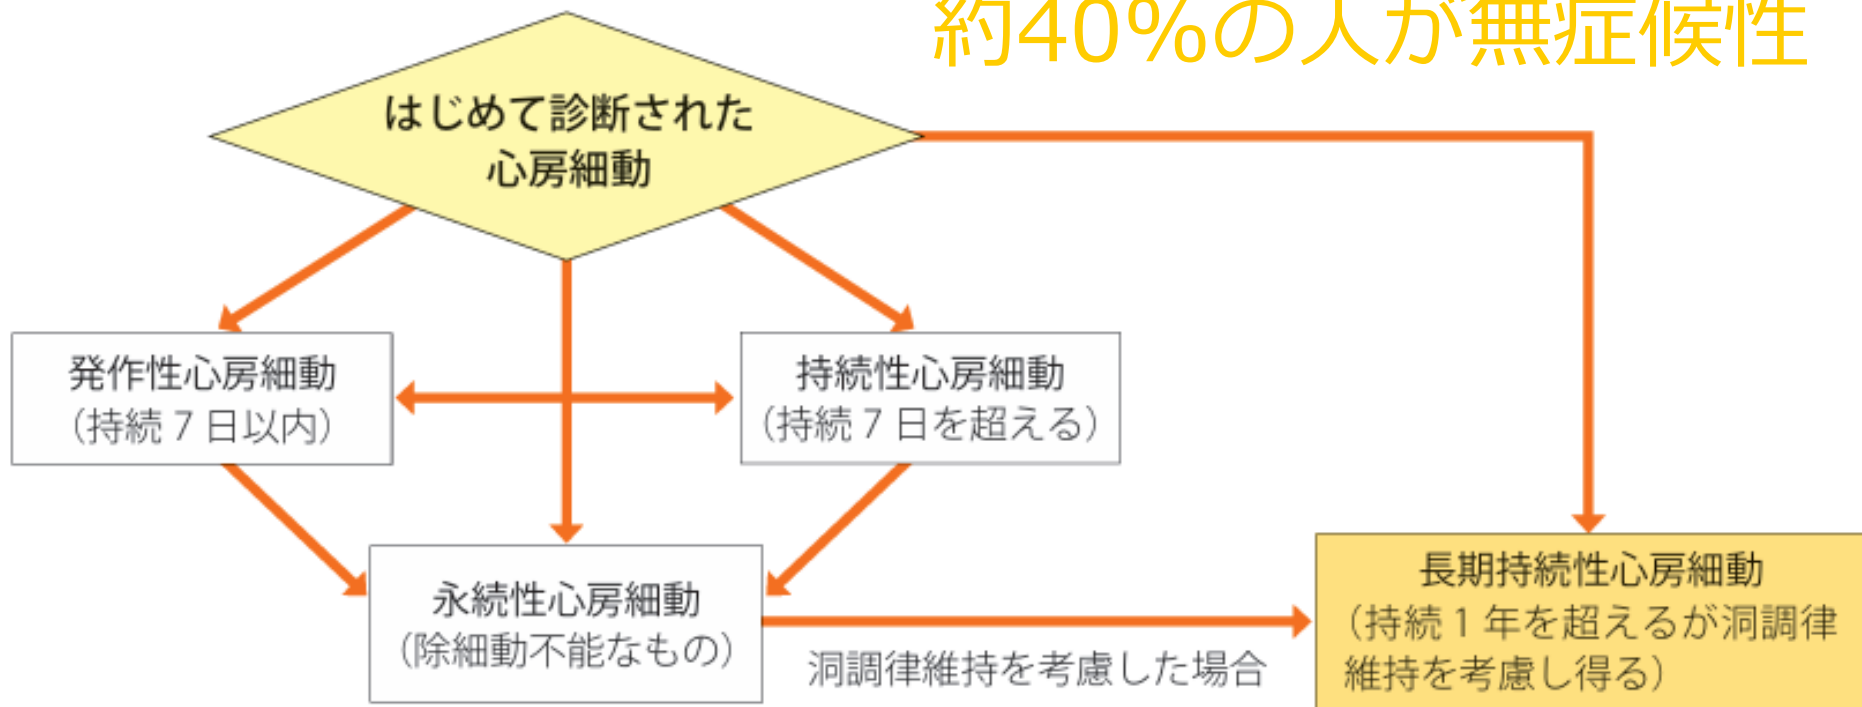 約40%の人が無症候性
はじめて診断された
心房細動
発作性心房細動
（持続 7 日以内）
持続性心房細動
（持続 7 日を超える）
永続性心房細動
（除細動不能なもの）
洞調律維持を考慮した場合
長期持続性心房細動
（持続 1 年を超えるが洞調律
維持を考慮し得る）